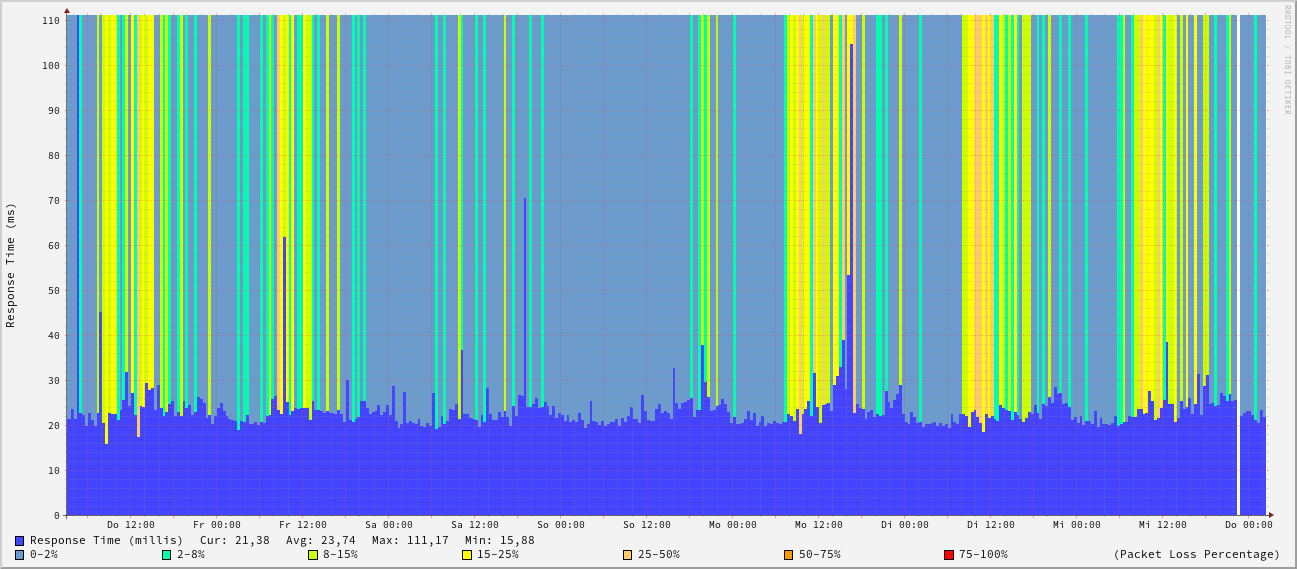 RRDTOOL / TOBI OETIKER
Response Time (ms)
110
100
90
80
70
60
50
40
30
20
10
0
Do 12:00 Fr 00:00 Fr 12:00 Sa 00:00 Sa 12:00 So 00:00 So 12:00 Mo 00:00 Mo 12:00 Di 00:00 Di 12:00 Mi 00:00 Mi 12:00 Do 00:00
Response Time (millis) Cur: 21,38 Avg: 23,74 Max: 111,17 Min: 15,88
0-2% 2-8% 8-15% 15-25% 25-50% 50-75% 75-100% (Packet Loss Percentage)